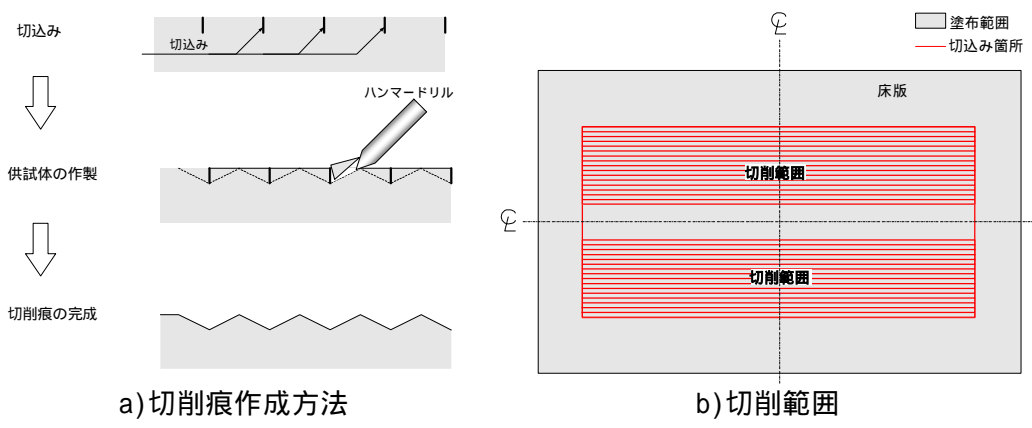 切込み
切込み
ハンマードリル
供試体の作製
切削痕の完成
a)切削痕作成方法
℄
塗布範囲
切込み箇所
床版
切削範囲
℄
切削範囲
b)切削範囲